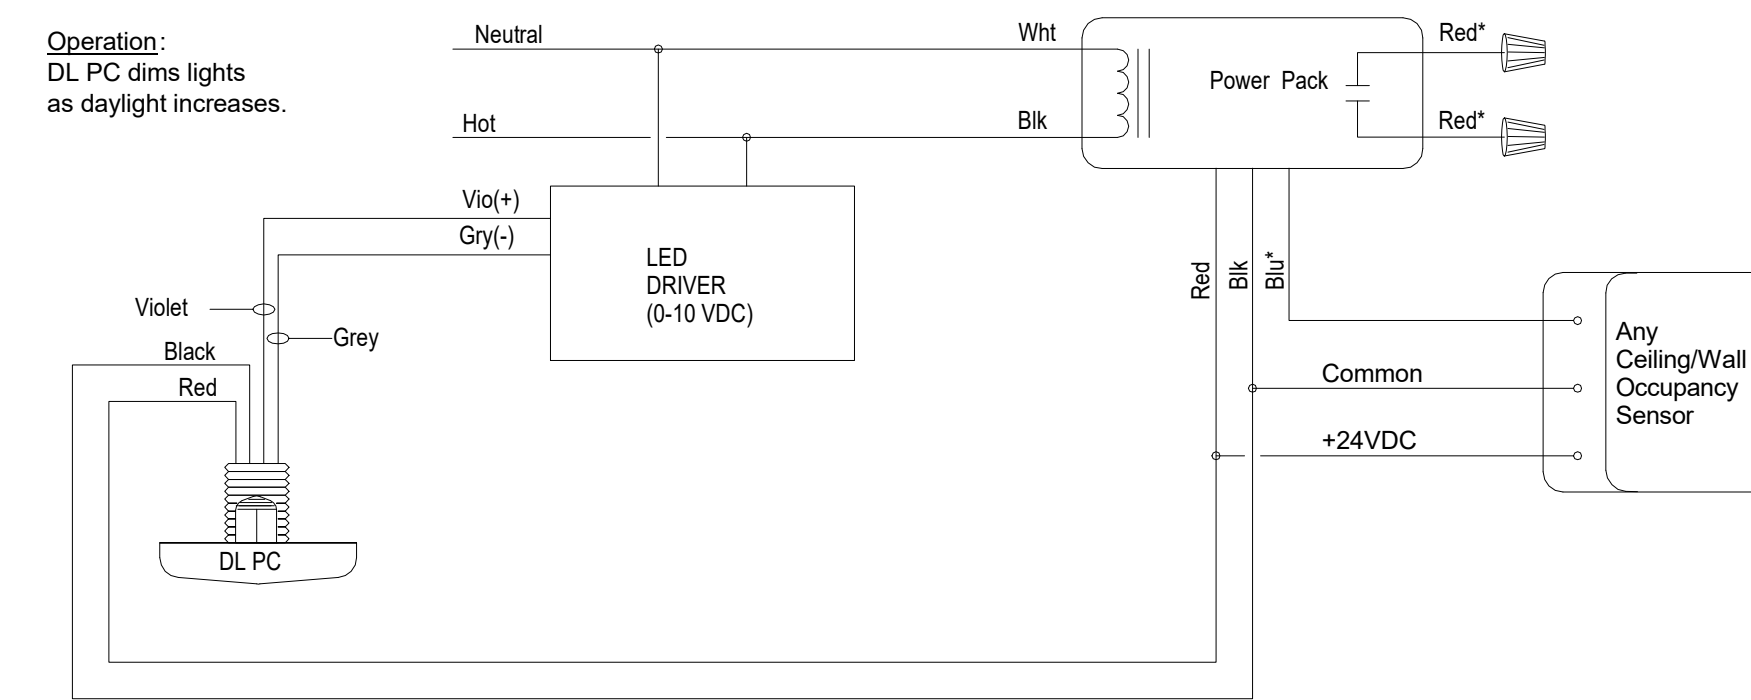 Operation:
DL PC dims lights
as daylight increases.
Neutral
Wht
Red*
Power Pack
Hot
Blk
Red*
Vio(+)
Gry(-)
LED
DRIVER
(0-10 VDC)
Red
Blk
Blu*
Violet
Grey
Black
Red
Any
Ceiling/Wall
Occupancy
Sensor
Common
+24VDC
DL PC